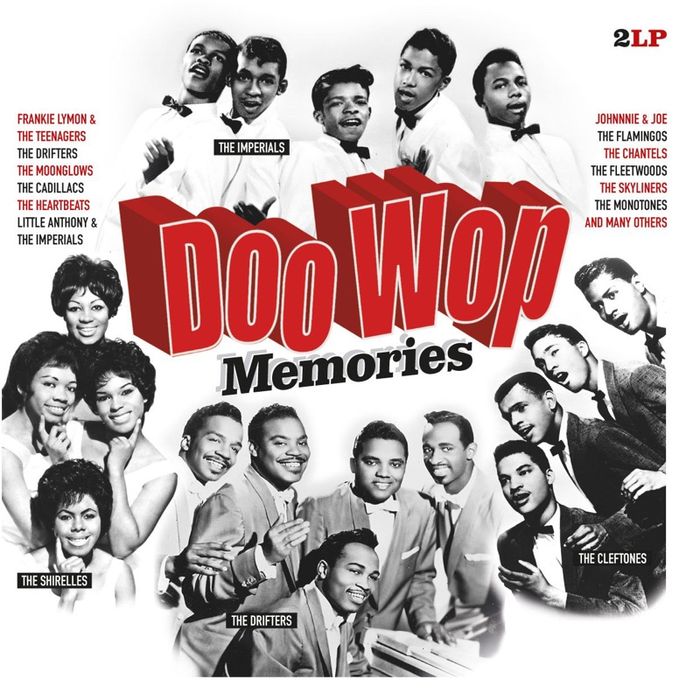 2LP
FRANKIE LYMON &
THE TEENAGERS
THE DRIFTERS
THE MOONGLOWS
THE CADILLACS
THE HEARTBEATS
LITTLE ANTHONY &
THE IMPERIALS
THE IMPERIALS
JOHNNNIE & JOE
THE FLAMINGOS
THE CHANTELS
THE FLEETWOODS
THE SKYLINERS
THE MONOTONES
AND MANY OTHERS
Doo Wop
Memories
THE SHIRELLES
THE DRIFTERS
THE CLEFTONES